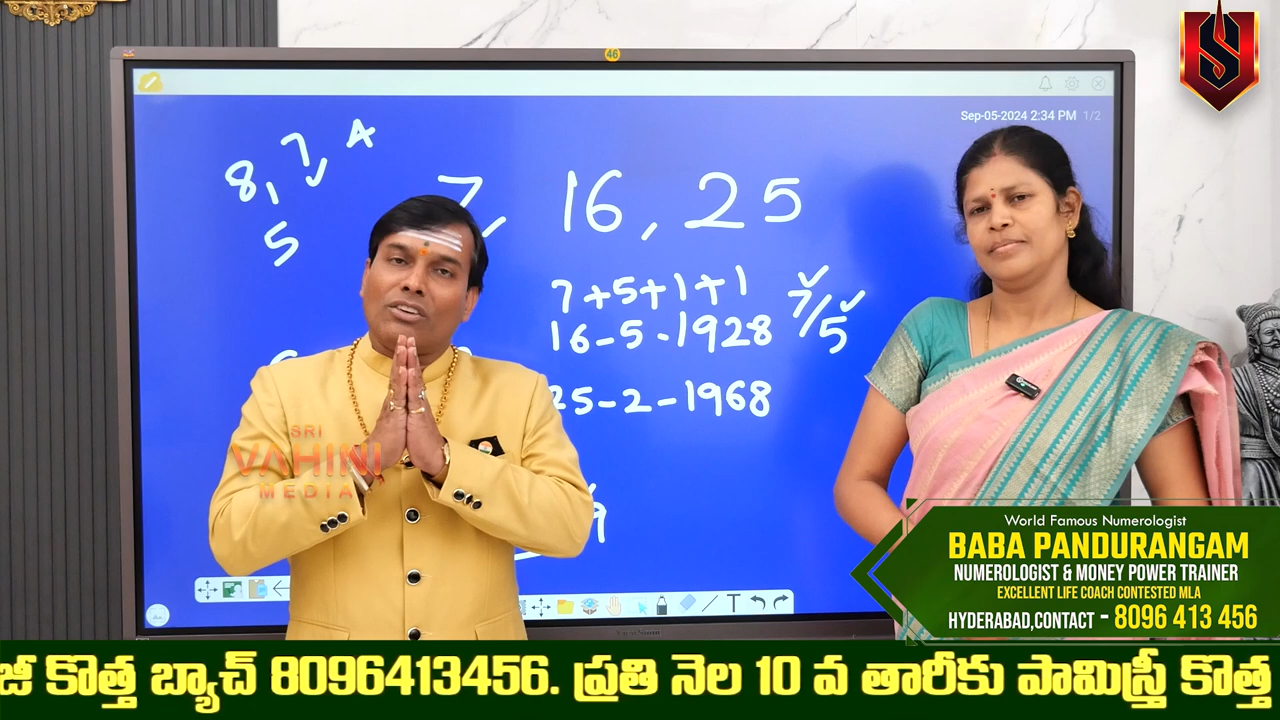 46
Sep-05-2024 2:34 PM 1/2
8, 7, A
5
7, 16, 25
7+5+1+1
16-5-1928 7/5
25-2-1968
9
SRI
VAHINI
MEDIA
World Famous Numerologist
BABA PANDURANGAM
NUMEROLOGIST & MONEY POWER TRAINER
EXCELLENT LIFE COACH CONTESTED MLA
HYDERABAD,CONTACT - 8096 413 456
జీ కొత్త బ్యాచ్ 8096413456. ప్రతి నెల 10 వ తారీకు పామిస్త్రీ కొత్త